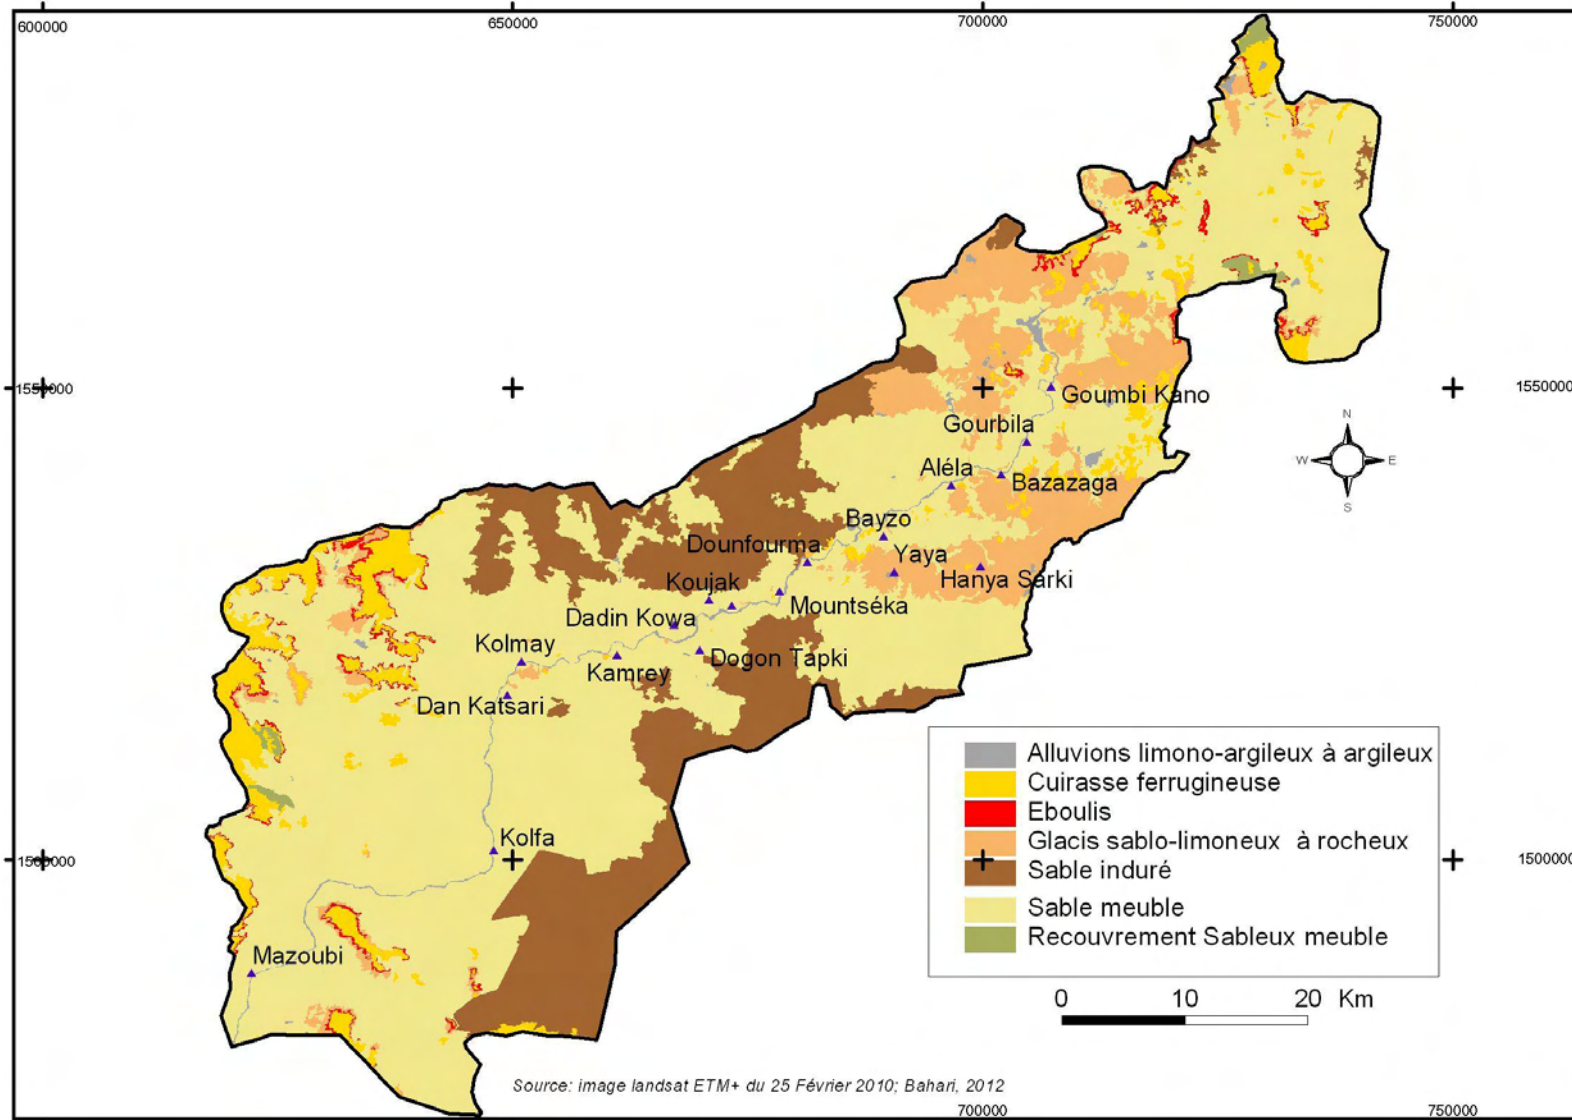 600000
650000
700000
750000
1550000
1550000
N
W
E
S
Goumbi Kano
Gourbila
Aléla
Bazazaga
Bayzo
Dounfourma
Yaya
Hanya Sarki
Koujak
Mountséka
Dadin Kowa
Kolmay
Kamrey
Dogon Tapki
Dan Katsari
Kolfa
Mazoubi
1500000
1500000
Alluvions limono-argileux à argileux
Cuirasse ferrugineuse
Eboulis
Glacis sablo-limoneux à rocheux
Sable induré
Sable meuble
Recouvrement Sableux meuble
0 10 20 Km
Source: image landsat ETM+ du 25 Février 2010; Bahari, 2012
700000
750000